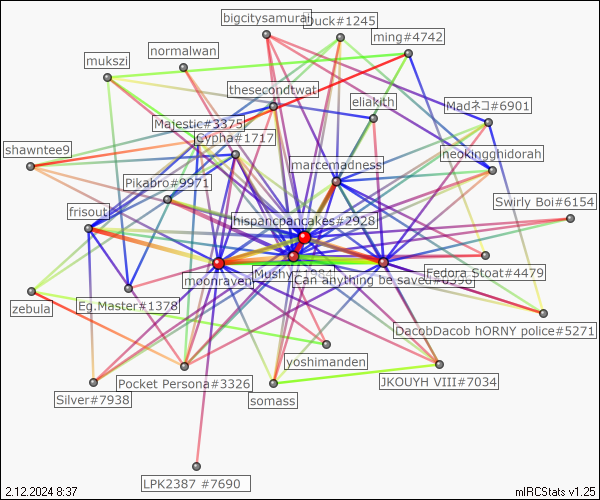 bigcitysamurai
Duck#1245
ming#4742
normalwan
mukszi
thesecondtwat
eliakith
Madネコ#6901
Majestic#3375
Cypha#1717
shawntee9
marcemadness
neokingghidorah
Pikabro#9971
Swirly Boi#6154
frisout
hispanicpancakes#2928
Mushy#1984
Fedora Stoat#4479
moonraven
Can anything be saved#6596
zebula
Eg.Master#1378
DacobDacob hORNY police#5271
yoshimanden
Pocket Persona#3326
JKOUYH VIII#7034
Silver#7938
somass
LPK2387 #7690
2.12.2024 8:37
mIRCStats v1.25